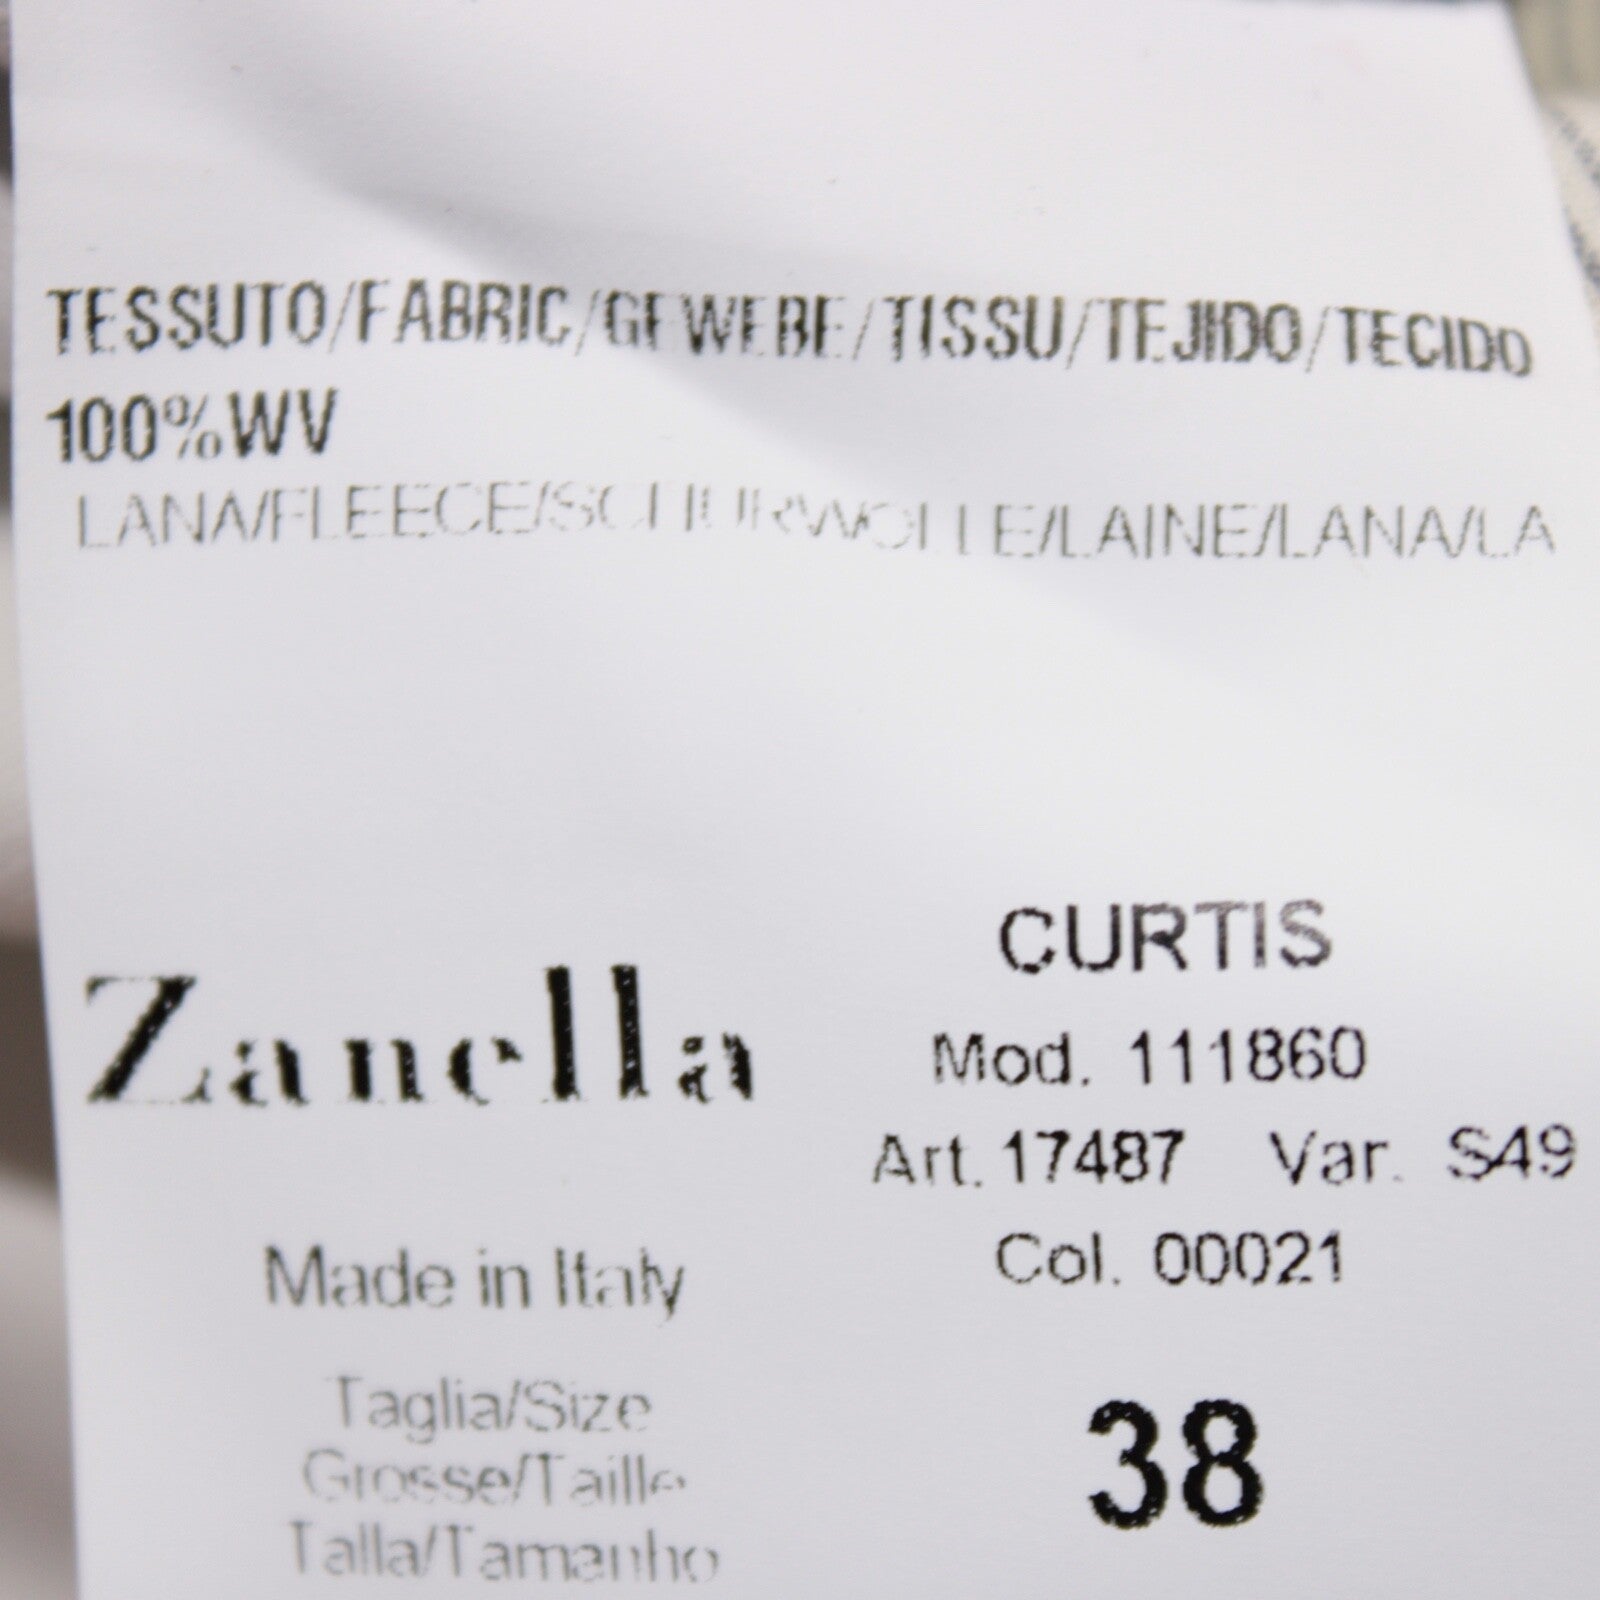 TESSUTO/FABRIC/GEWEBE/TISSU/TEJIDO/TECIDO
100%WV
LANA/FLEECE/SCHURWOLLE/LAINE/LANA/LA
CURTIS
Zanella
Mod. 111860
Art. 17487 Var. S49
Col. 00021
Made in Italy
Taglia/Size
Grosse/Taille
Talla/Tamanho
38